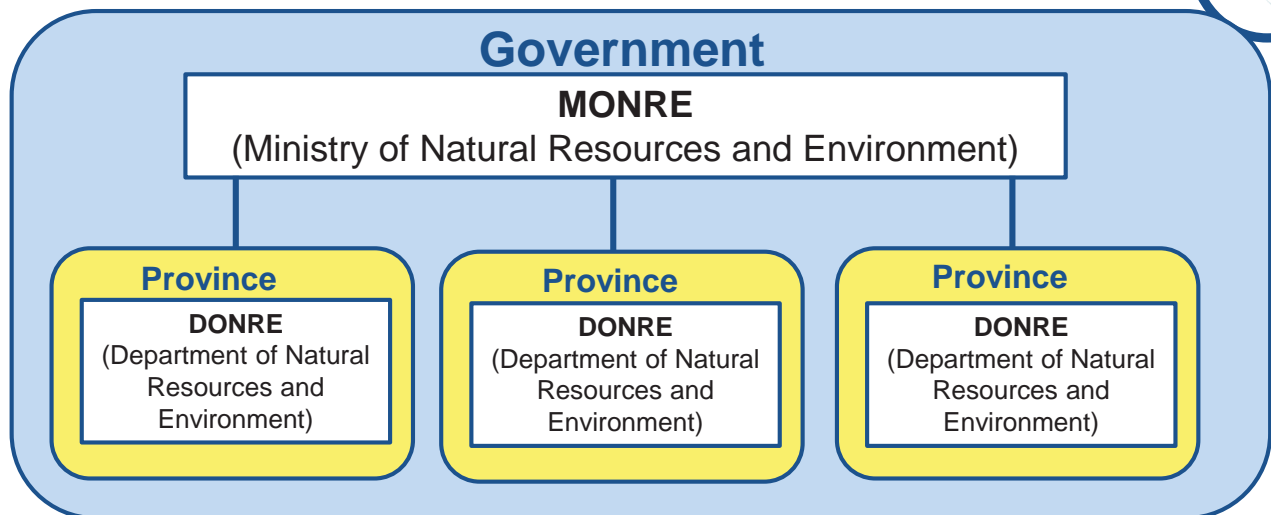 Government
MONRE
(Ministry of Natural Resources and Environment)
Province
DONRE
(Department of Natural
Resources and
Environment)
Province
DONRE
(Department of Natural
Resources and
Environment)
Province
DONRE
(Department of Natural
Resources and
Environment)